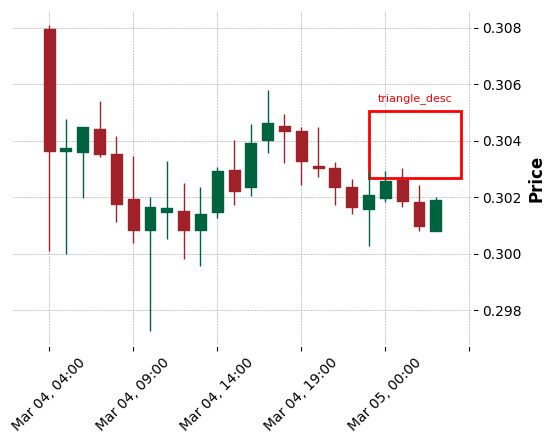 0.308
0.306
triangle_desc
0.304
0.302
0.300
0.298
Price
Mar 04, 04:00
Mar 04, 09:00
Mar 04, 14:00
Mar 04, 19:00
Mar 05, 00:00